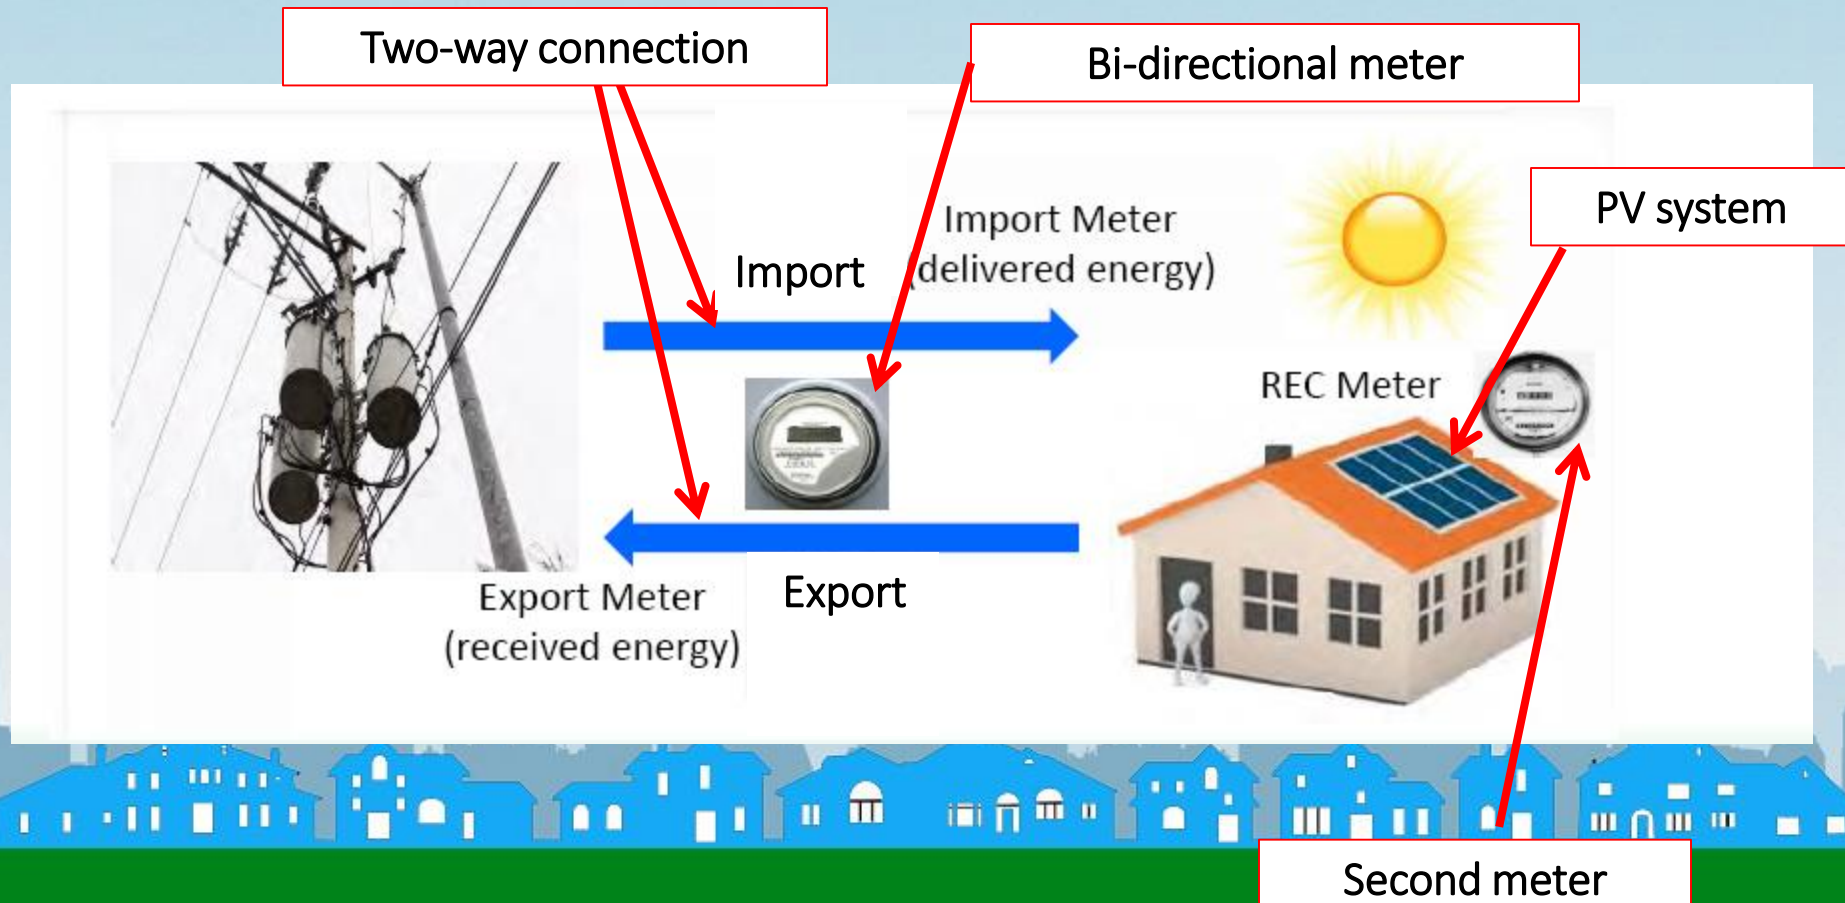 Two-way connection
Bi-directional meter
PV system
Import Meter
(delivered energy)
Import
REC Meter
Export Meter
(received energy)
Export
Second meter